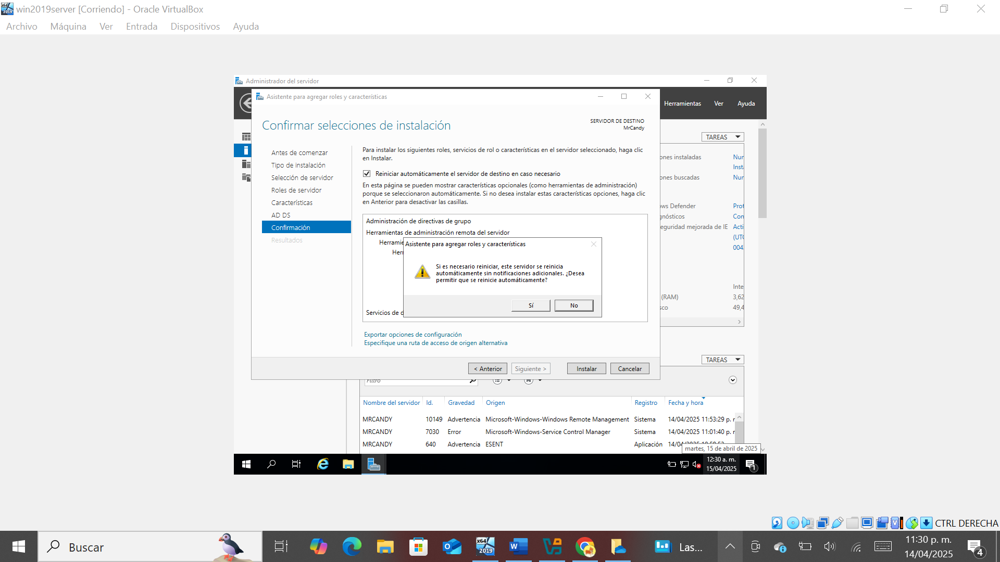 win2019server [Corriendo] - Oracle VirtualBox
Archivo Máquina Ver Entrada Dispositivos Ayuda
Administrador del servidor
Herramientas Ver Ayuda
Asistente para agregar roles y características
Confirmar selecciones de instalación
SERVIDOR DE DESTINO
MrCandy
Antes de comenzar
Tipo de instalación
Selección de servidor
Roles de servidor
Características
AD DS
Confirmación
Resultados
Para instalar los siguientes roles, servicios de rol o características en el servidor seleccionado, haga clic
en Instalar.
Reiniciar automáticamente el servidor de destino en caso necesario
En esta página se pueden mostrar características opcionales (como herramientas de administración)
porque se seleccionaron automáticamente. Si no desea instalar estas características opciones, haga clic
en Anterior para desactivar las casillas.
Administración de directivas de grupo
Herramientas de administración remota del servidor
Herramie
Herr
Servicios de d
Asistente para agregar roles y características
Si es necesario reiniciar, este servidor se reinicia
automáticamente sin notificaciones adicionales. ¿Desea
permitir que se reinicie automáticamente?
Sí No
Exportar opciones de configuración
Especifique una ruta de acceso de origen alternativa
< Anterior Siguiente > Instalar Cancelar
TAREAS
ones instaladas Nun
Insta
ones buscadas Nun
ows Defender Prot
gnósticos Con
eguridad mejorada de IE Acti
(UTC
004
Inte
(RAM) 3,62
sco 49,4
TAREAS
Filtro
Nombre del servidor Id. Gravedad Origen Registro Fecha y hora
MRCANDY 10149 Advertencia Microsoft-Windows-Windows Remote Management Sistema 14/04/2025 11:53:29 p. r
MRCANDY 7030 Error Microsoft-Windows-Service Control Manager Sistema 14/04/2025 11:01:40 p. r
MRCANDY 640 Advertencia ESENT Aplicación 14/04
martes, 15 de abril de 2025
12:30 a. m.
15/04/2025
1
CTRL DERECHA
Buscar
x64
2019
Las...
11:30 p. m.
14/04/2025
4